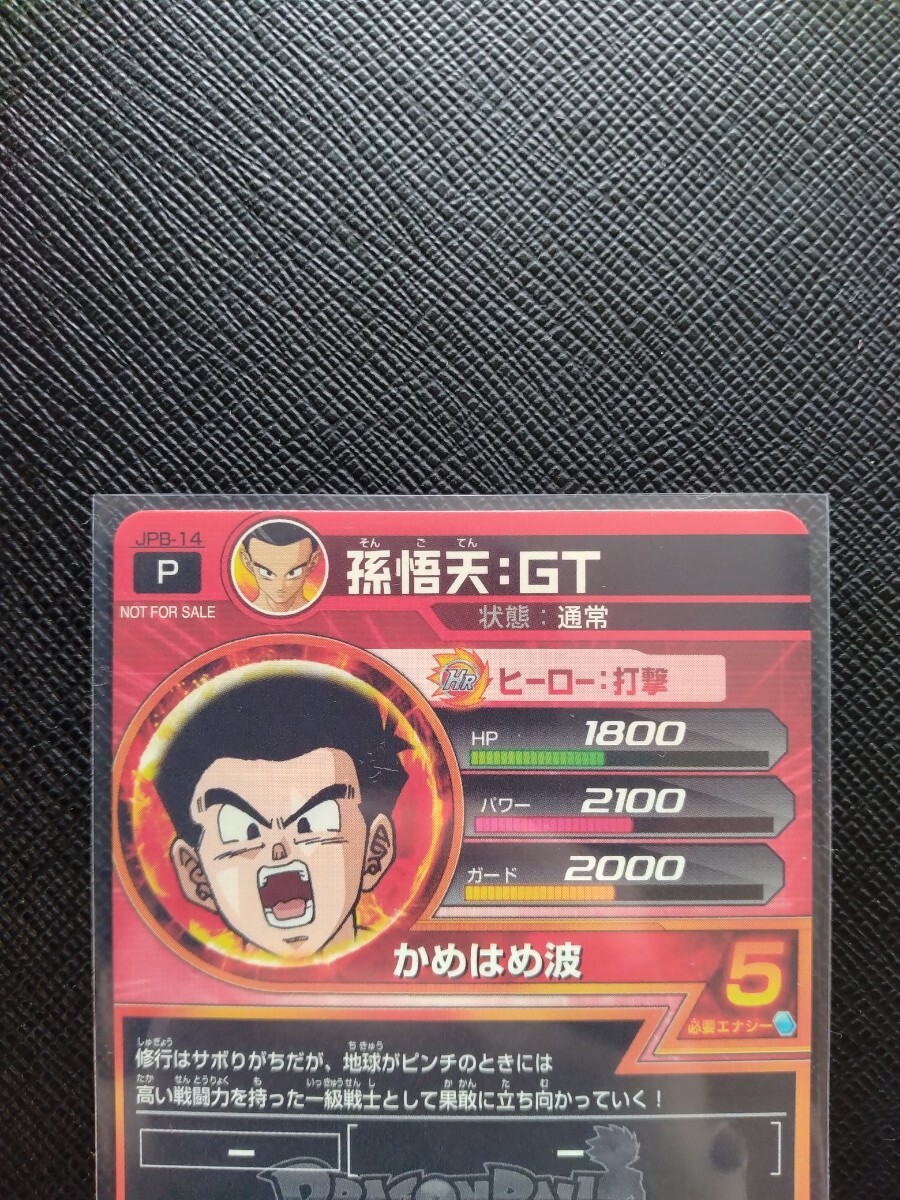 JPB-14
P
NOT FOR SALE
そん ご てん
孫悟天:GT
状態:通常
HR ヒーロー:打撃
HP 1800
パワー 2100
ガード 2000
かめはめ波
5
必要エナジー
しゅぎょう ちきゅう
修行はサボりがちだが、地球がピンチのときには
たか せんとうりょく も いっきゅうせんし かかん た む
高い戦闘力を持った一級戦士として果敢に立ち向かっていく!
ー ー
DRAGON BALL